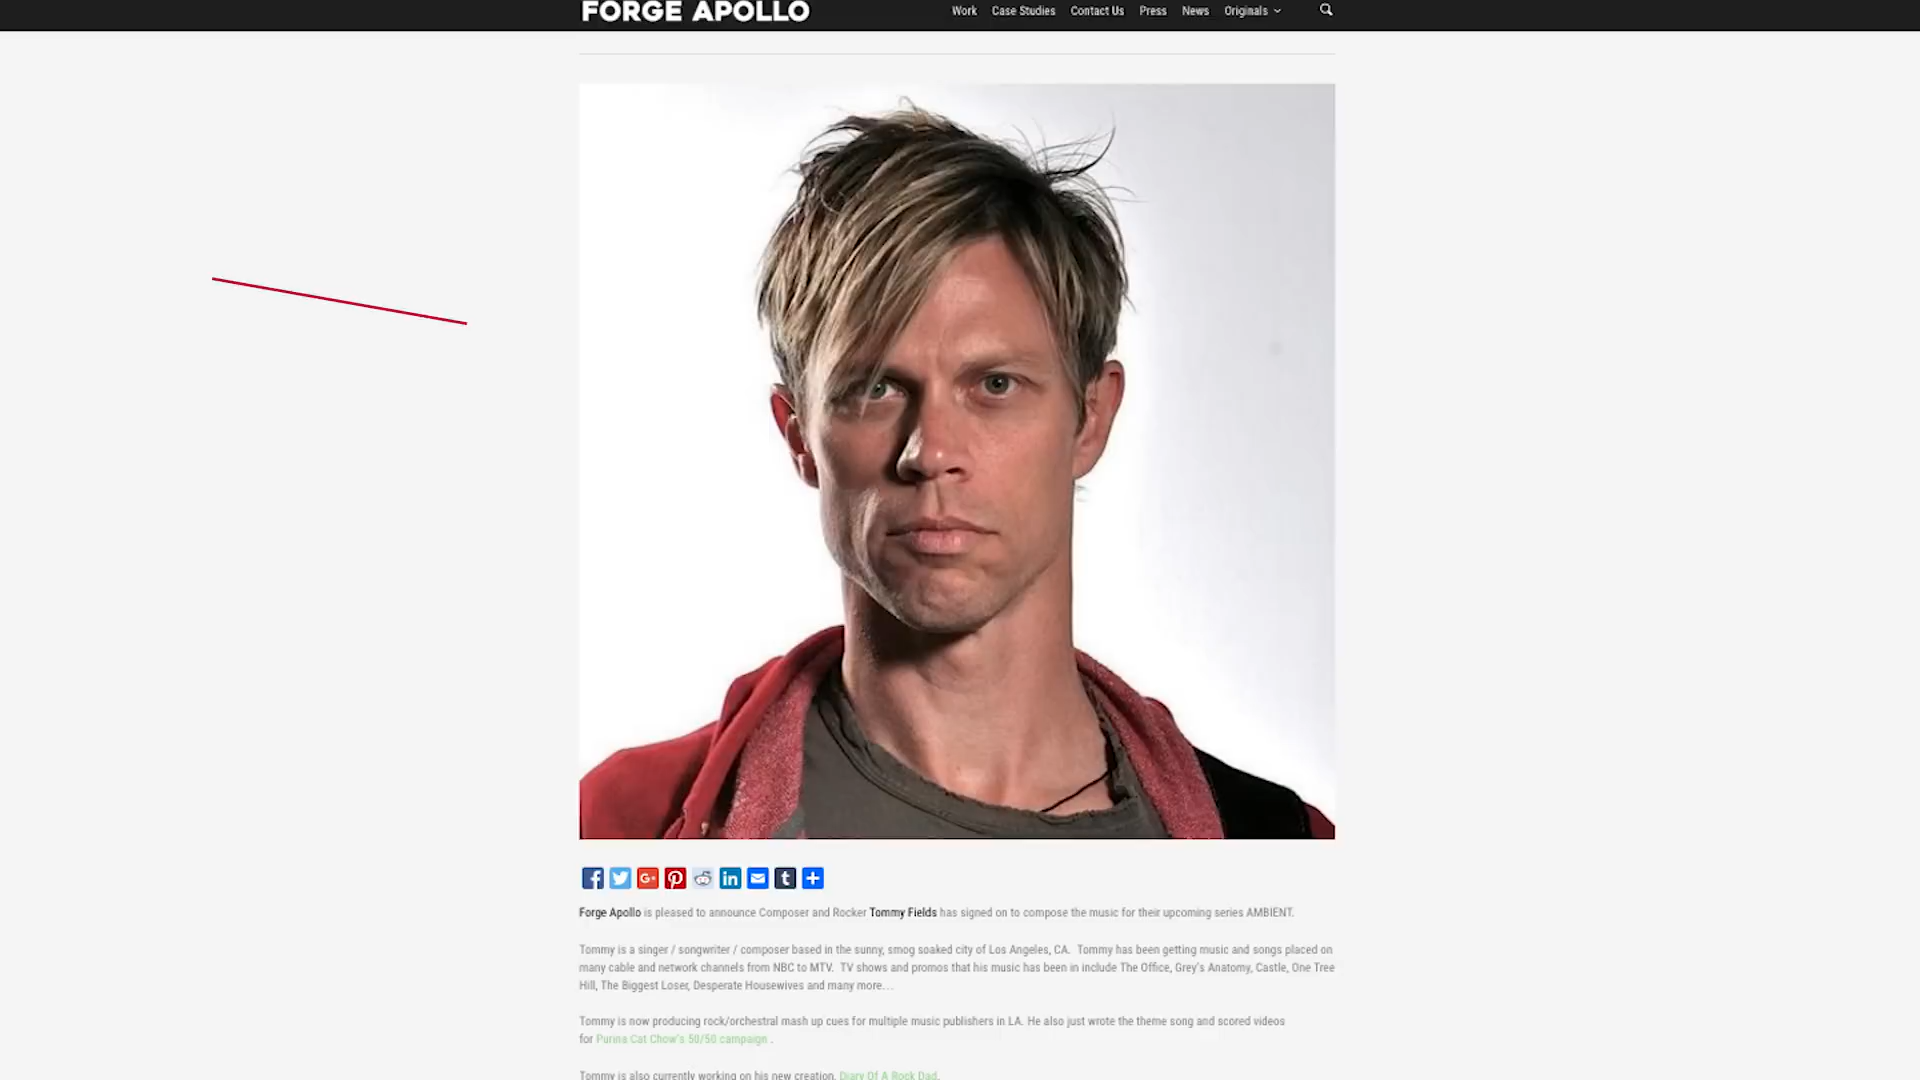 FORGE APOLLO
Work Case Studies Contact Us Press News Originals
Forge Apollo is pleased to announce Composer and Rocker Tommy Fields has signed on to compose the music for their upcoming series AMBIENT.
Tommy is a singer / songwriter / composer based in the sunny, smog soaked city of Los Angeles, CA. Tommy has been getting music and songs placed on
many cable and network channels from NBC to MTV. TV shows and promos that his music has been in include The Office, Grey's Anatomy, Castle, One Tree
Hill, The Biggest Loser, Desperate Housewives and many more…
Tommy is now producing rock/orchestral mash up cues for multiple music publishers in LA. He also just wrote the theme song and scored videos
for Purina Cat Chow's 50/50 campaign .
Tommy is also currently working on his new creation, Diary Of A Rock Dad.